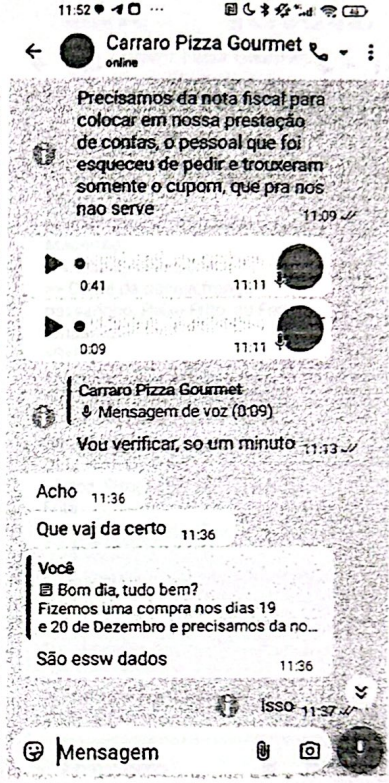 11:52
Carraro Pizza Gourmet
online
Precisamos da nota fiscal para
colocar em nossa prestação
de contas, o pessoal que foi
esqueceu de pedir e trouxeram
somente o cupom, que pra nos
nao serve
11:09
0:41 11:11
0:09 11:11
Carraro Pizza Gourmet
Mensagem de voz (0:09)
Vou verificar, so um minuto 11:13
Acho 11:36
Que vaj da certo 11:36
Você
Bom dia, tudo bem?
Fizemos uma compra nos dias 19
e 20 de Dezembro e precisamos da no...
São essw dados 11:36
Isso 11:37
Mensagem